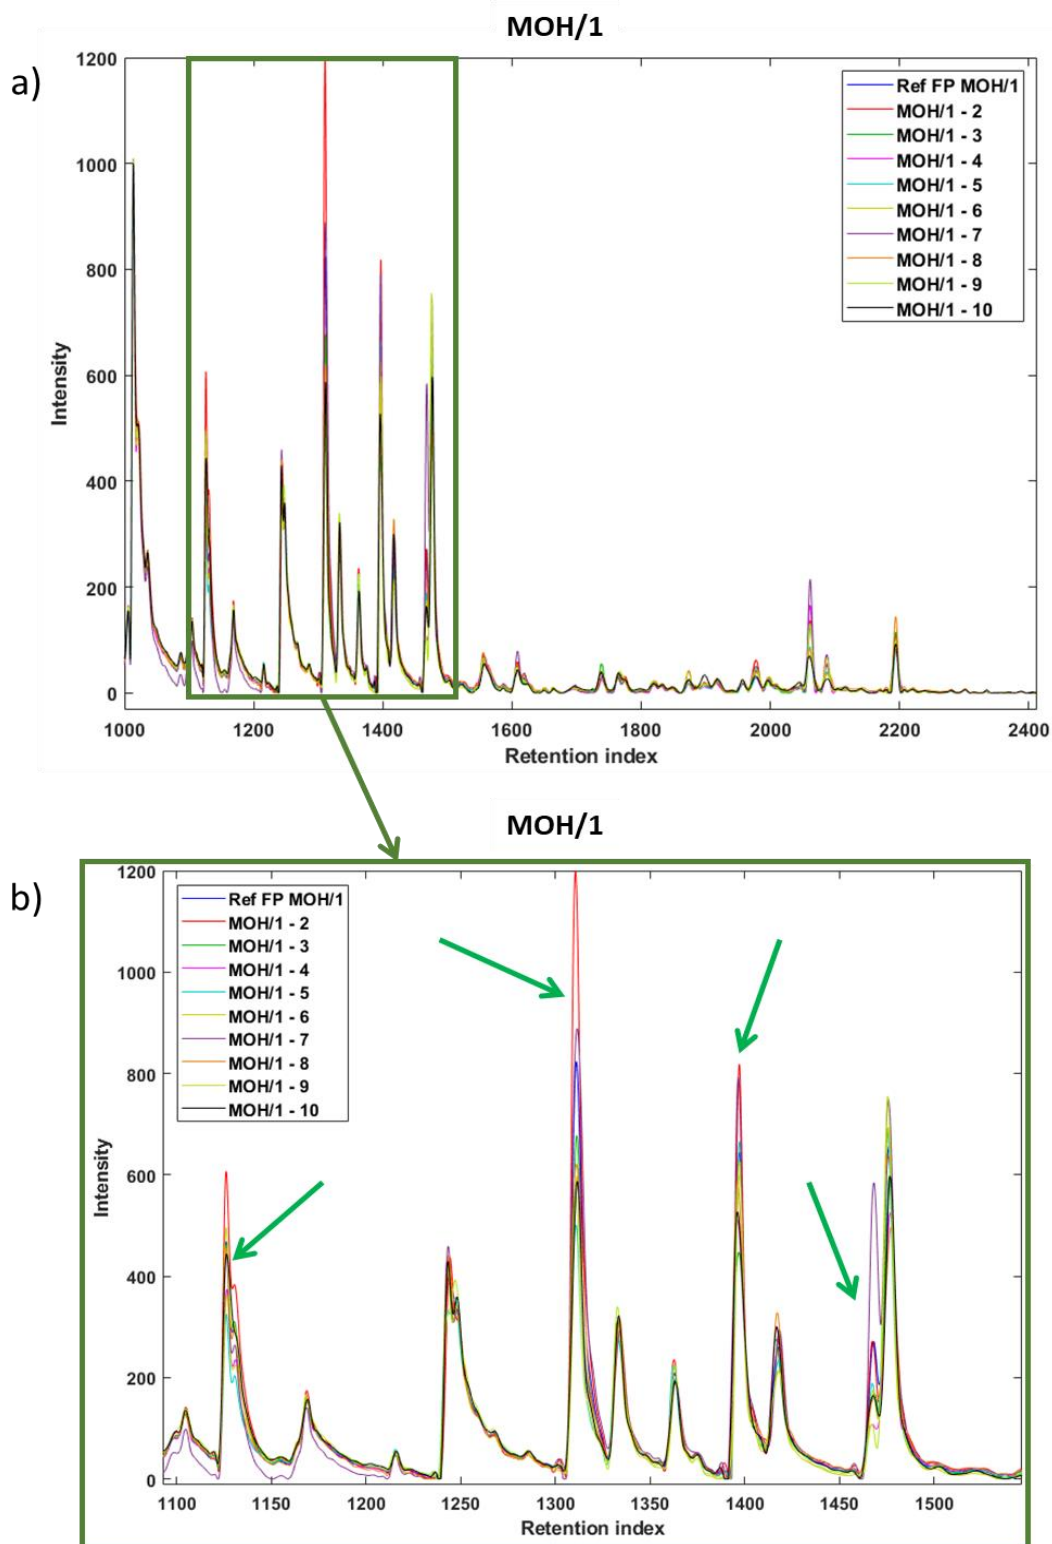 MOH/1
a)
1200
1000
800
600
400
200
0
Intensity
Ref FP MOH/1
MOH/1 - 2
MOH/1 - 3
MOH/1 - 4
MOH/1 - 5
MOH/1 - 6
MOH/1 - 7
MOH/1 - 8
MOH/1 - 9
MOH/1 - 10
1000 1200 1400 1600 1800 2000 2200 2400
Retention index
MOH/1
b)
1200
1000
800
600
400
200
0
Intensity
Ref FP MOH/1
MOH/1 - 2
MOH/1 - 3
MOH/1 - 4
MOH/1 - 5
MOH/1 - 6
MOH/1 - 7
MOH/1 - 8
MOH/1 - 9
MOH/1 - 10
1100 1150 1200 1250 1300 1350 1400 1450 1500
Retention index